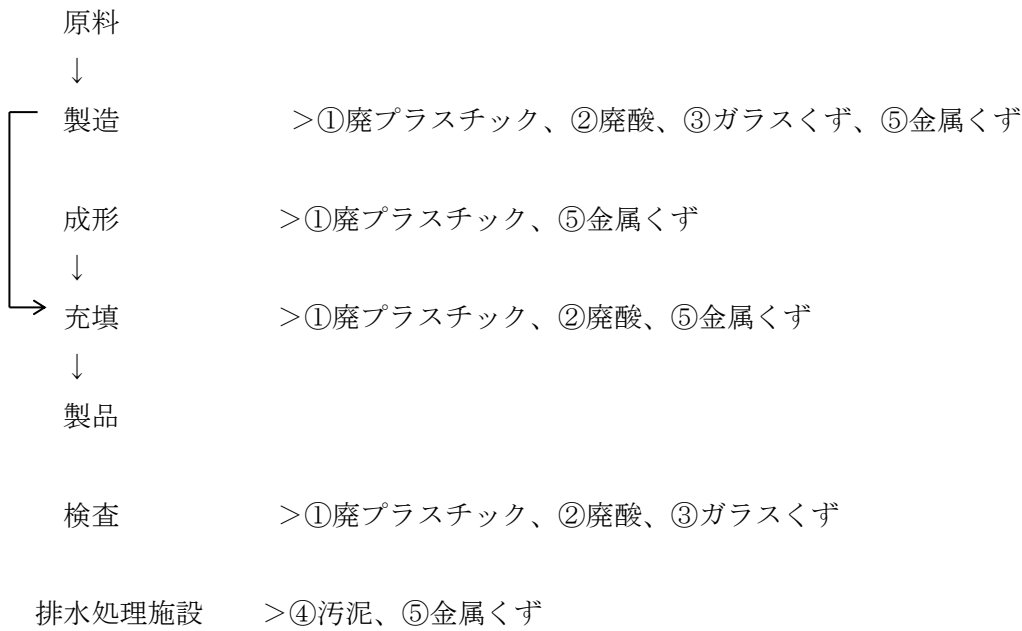 原料
↓
製造 >①廃プラスチック、②廃酸、③ガラスくず、⑤金属くず
成形 >①廃プラスチック、⑤金属くず
↓
充填 >①廃プラスチック、②廃酸、⑤金属くず
↓
製品
検査 >①廃プラスチック、②廃酸、③ガラスくず
排水処理施設 >④汚泥、⑤金属くず